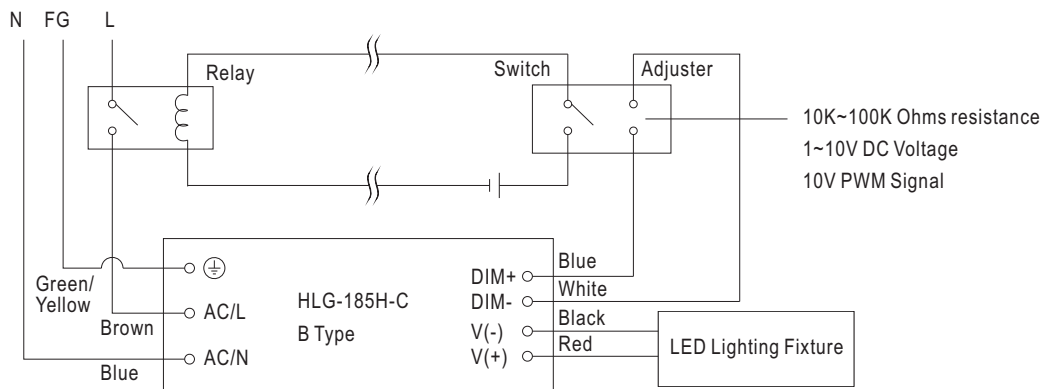 N FG L
Relay
Switch
Adjuster
10K~100K Ohms resistance
1~10V DC Voltage
10V PWM Signal
Green/
Yellow
Brown
Blue
AC/L
AC/N
HLG-185H-C
B Type
DIM+
DIM-
V(-)
V(+)
Blue
White
Black
Red
LED Lighting Fixture